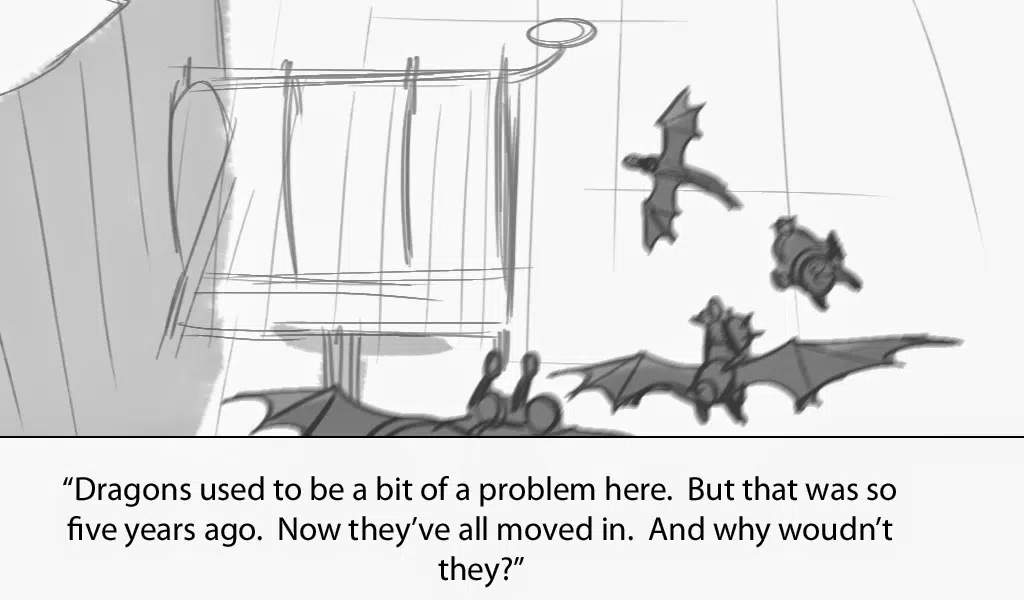 “Dragons used to be a bit of a problem here.  But that was so
five years ago.  Now they’ve all moved in.  And why woudn’t
they?”